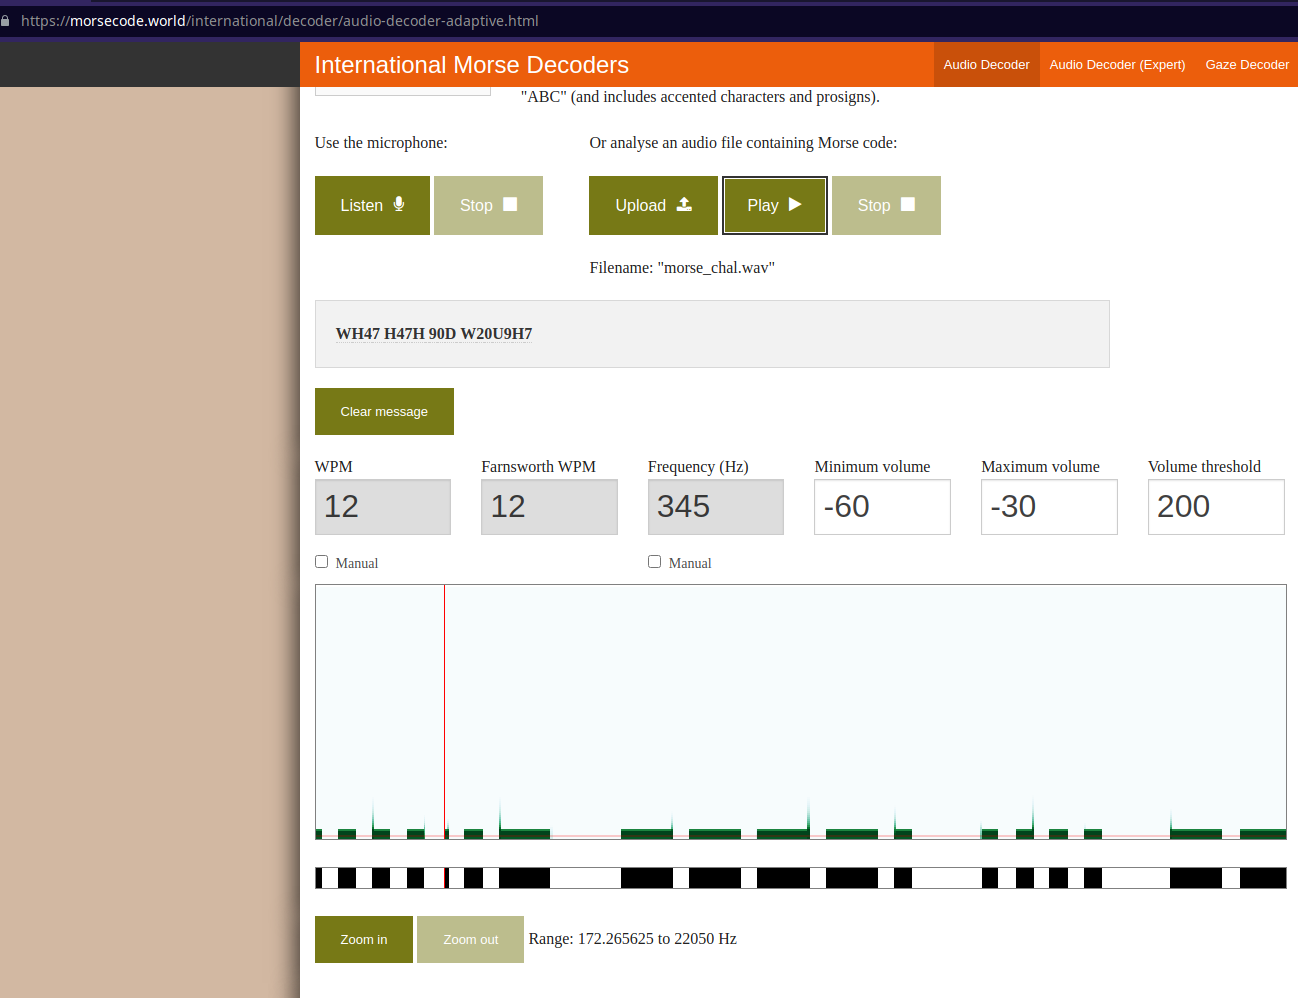 https://morsecode.world/international/decoder/audio-decoder-adaptive.html
International Morse Decoders
Audio Decoder
Audio Decoder (Expert)
Gaze Decoder
"ABC" (and includes accented characters and prosigns).
Use the microphone:
Or analyse an audio file containing Morse code:
Listen
Stop
Upload
Play
Stop
Filename: "morse_chal.wav"
WH47 H47H 90D W20U9H7
Clear message
WPM
Farnsworth WPM
Frequency (Hz)
Minimum volume
Maximum volume
Volume threshold
12
12
345
-60
-30
200
Manual
Manual
Zoom in
Zoom out
Range: 172.265625 to 22050 Hz